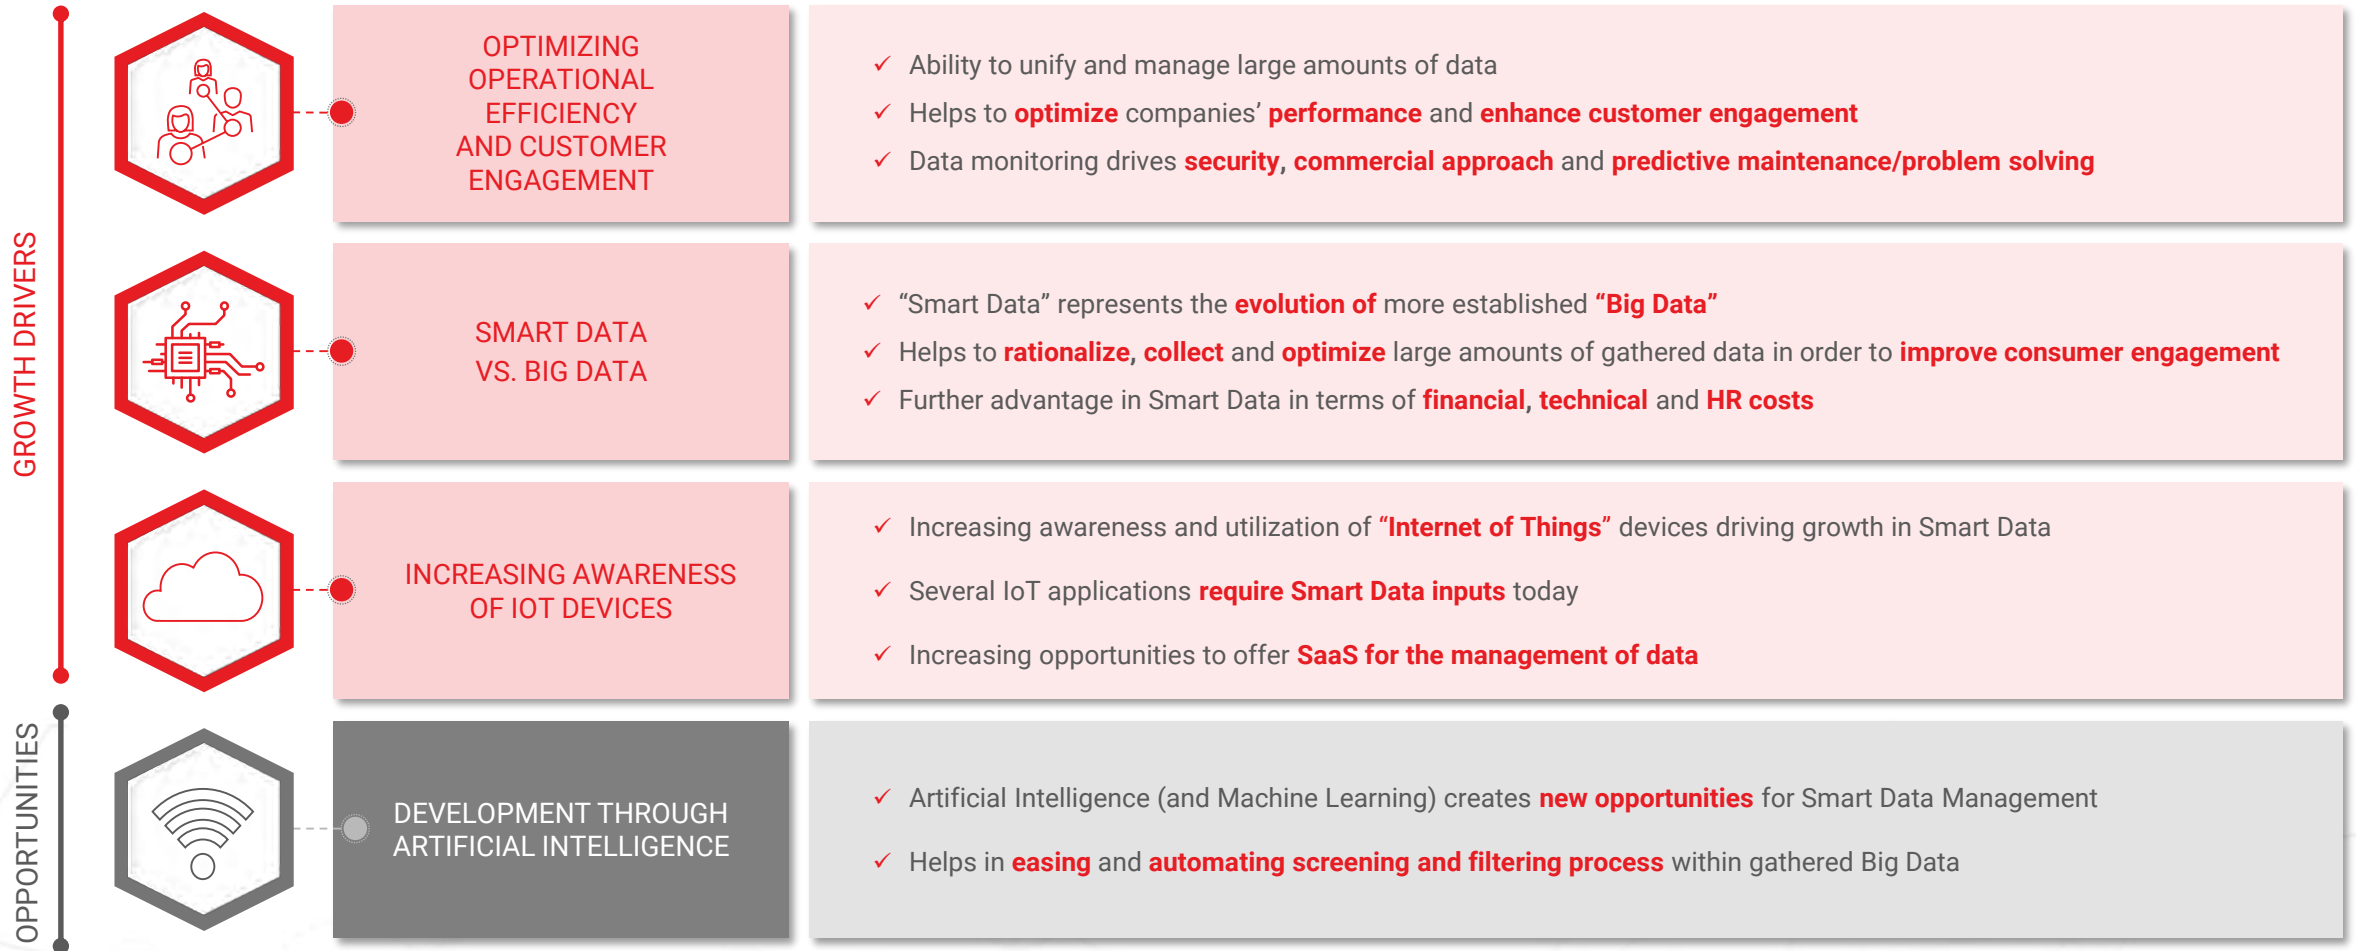 GROWTH DRIVERS
OPTIMIZING
OPERATIONAL
EFFICIENCY
AND CUSTOMER
ENGAGEMENT
Ability to unify and manage large amounts of data
Helps to optimize companies’ performance and enhance customer engagement
Data monitoring drives security, commercial approach and predictive maintenance/problem solving
SMART DATA
VS. BIG DATA
“Smart Data” represents the evolution of more established “Big Data”
Helps to rationalize, collect and optimize large amounts of gathered data in order to improve consumer engagement
Further advantage in Smart Data in terms of financial, technical and HR costs
INCREASING AWARENESS
OF IOT DEVICES
Increasing awareness and utilization of “Internet of Things” devices driving growth in Smart Data
Several IoT applications require Smart Data inputs today
Increasing opportunities to offer SaaS for the management of data
OPPORTUNITIES
DEVELOPMENT THROUGH
ARTIFICIAL INTELLIGENCE
Artificial Intelligence (and Machine Learning) creates new opportunities for Smart Data Management
Helps in easing and automating screening and filtering process within gathered Big Data